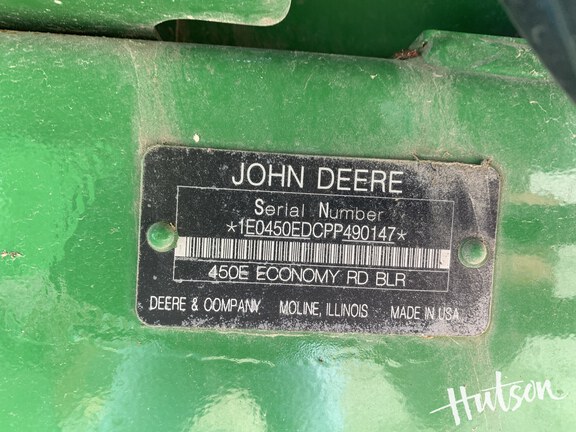 JOHN DEERE
Serial Number
*1E0450EDCPP490147*
450E ECONOMY RD BLR
DEERE & COMPANY MOLINE, ILLINOIS MADE IN USA
Hutson